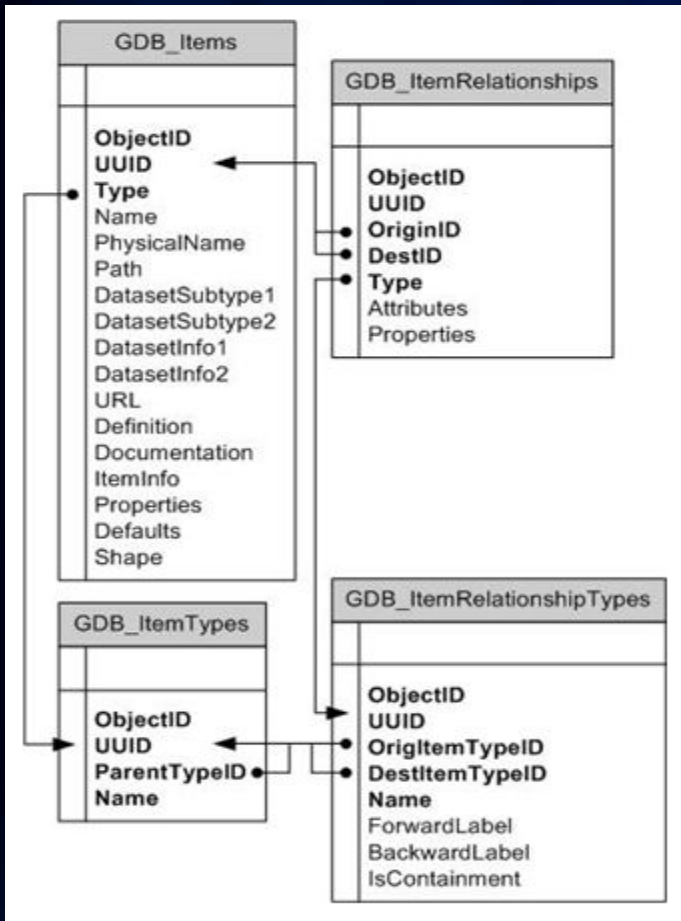 GDB_Items
ObjectID
UUID
Type
Name
PhysicalName
Path
DatasetSubtype1
DatasetSubtype2
DatasetInfo1
DatasetInfo2
URL
Definition
Documentation
ItemInfo
Properties
Defaults
Shape
GDB_ItemRelationships
ObjectID
UUID
OriginID
DestID
Type
Attributes
Properties
GDB_ItemTypes
ObjectID
UUID
ParentTypeID
Name
GDB_ItemRelationshipTypes
ObjectID
UUID
OrigItemTypeID
DestItemTypeID
Name
ForwardLabel
BackwardLabel
IsContainment